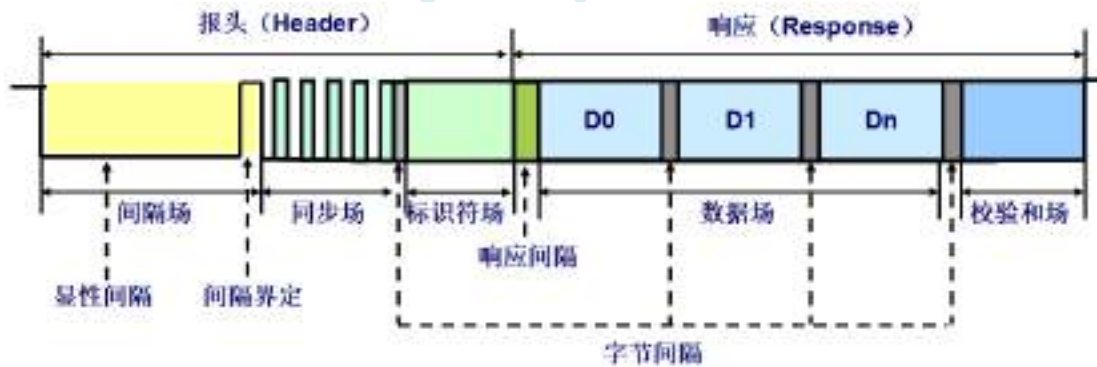 报头（Header）
响应（Response）
D0
D1
Dn
间隔场
同步场
标识符场
数据场
校验和场
响应间隔
显性间隔
间隔界定
字节间隔